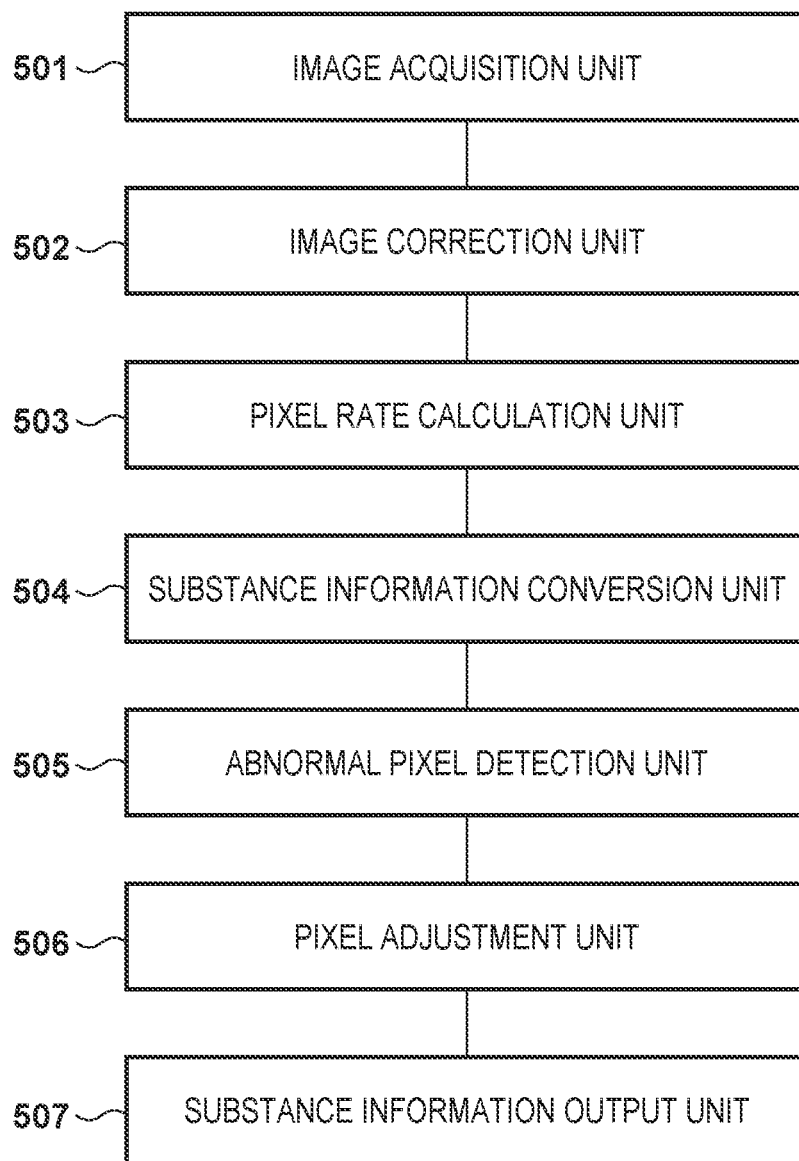 501 IMAGE ACQUISITION UNIT
502 IMAGE CORRECTION UNIT
503 PIXEL RATE CALCULATION UNIT
504 SUBSTANCE INFORMATION CONVERSION UNIT
505 ABNORMAL PIXEL DETECTION UNIT
506 PIXEL ADJUSTMENT UNIT
507 SUBSTANCE INFORMATION OUTPUT UNIT